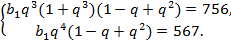 b₁q³(1 + q³)(1 − q + q²) = 756,
b₁q⁴(1 − q + q²) = 567.